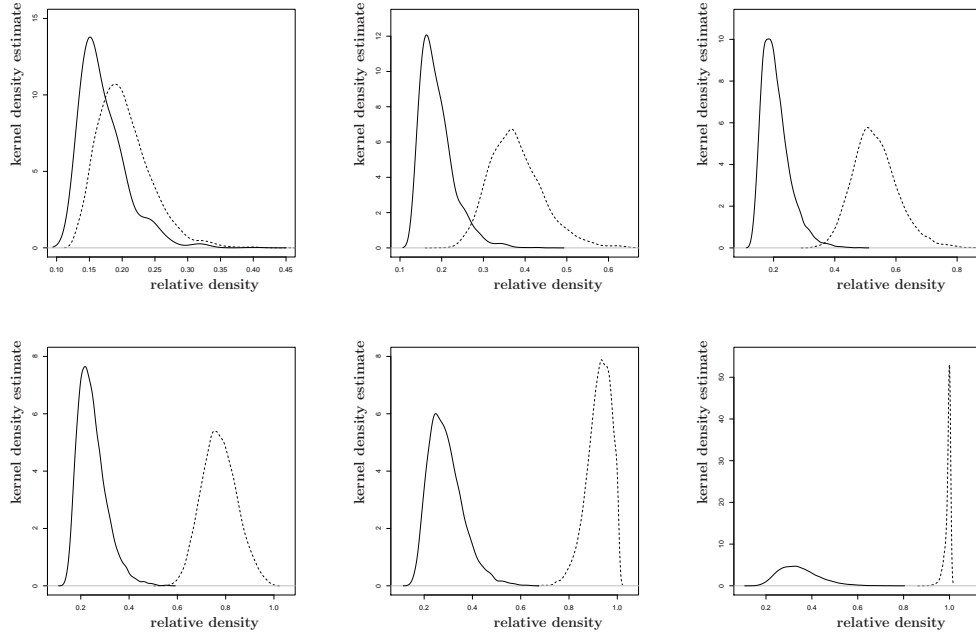 kernel density estimate
0 5 10 15
0.10 0.15 0.20 0.25 0.30 0.35 0.40 0.45
relative density
kernel density estimate
0 2 4 6 8 10 12
0.1 0.2 0.3 0.4 0.5 0.6
relative density
kernel density estimate
0 2 4 6 8 10
0.2 0.4 0.6 0.8
relative density
kernel density estimate
0 2 4 6 8
0.2 0.4 0.6 0.8 1.0
relative density
kernel density estimate
0 2 4 6 8
0.2 0.4 0.6 0.8 1.0
relative density
kernel density estimate
0 10 20 30 40 50
0.2 0.4 0.6 0.8 1.0
relative density